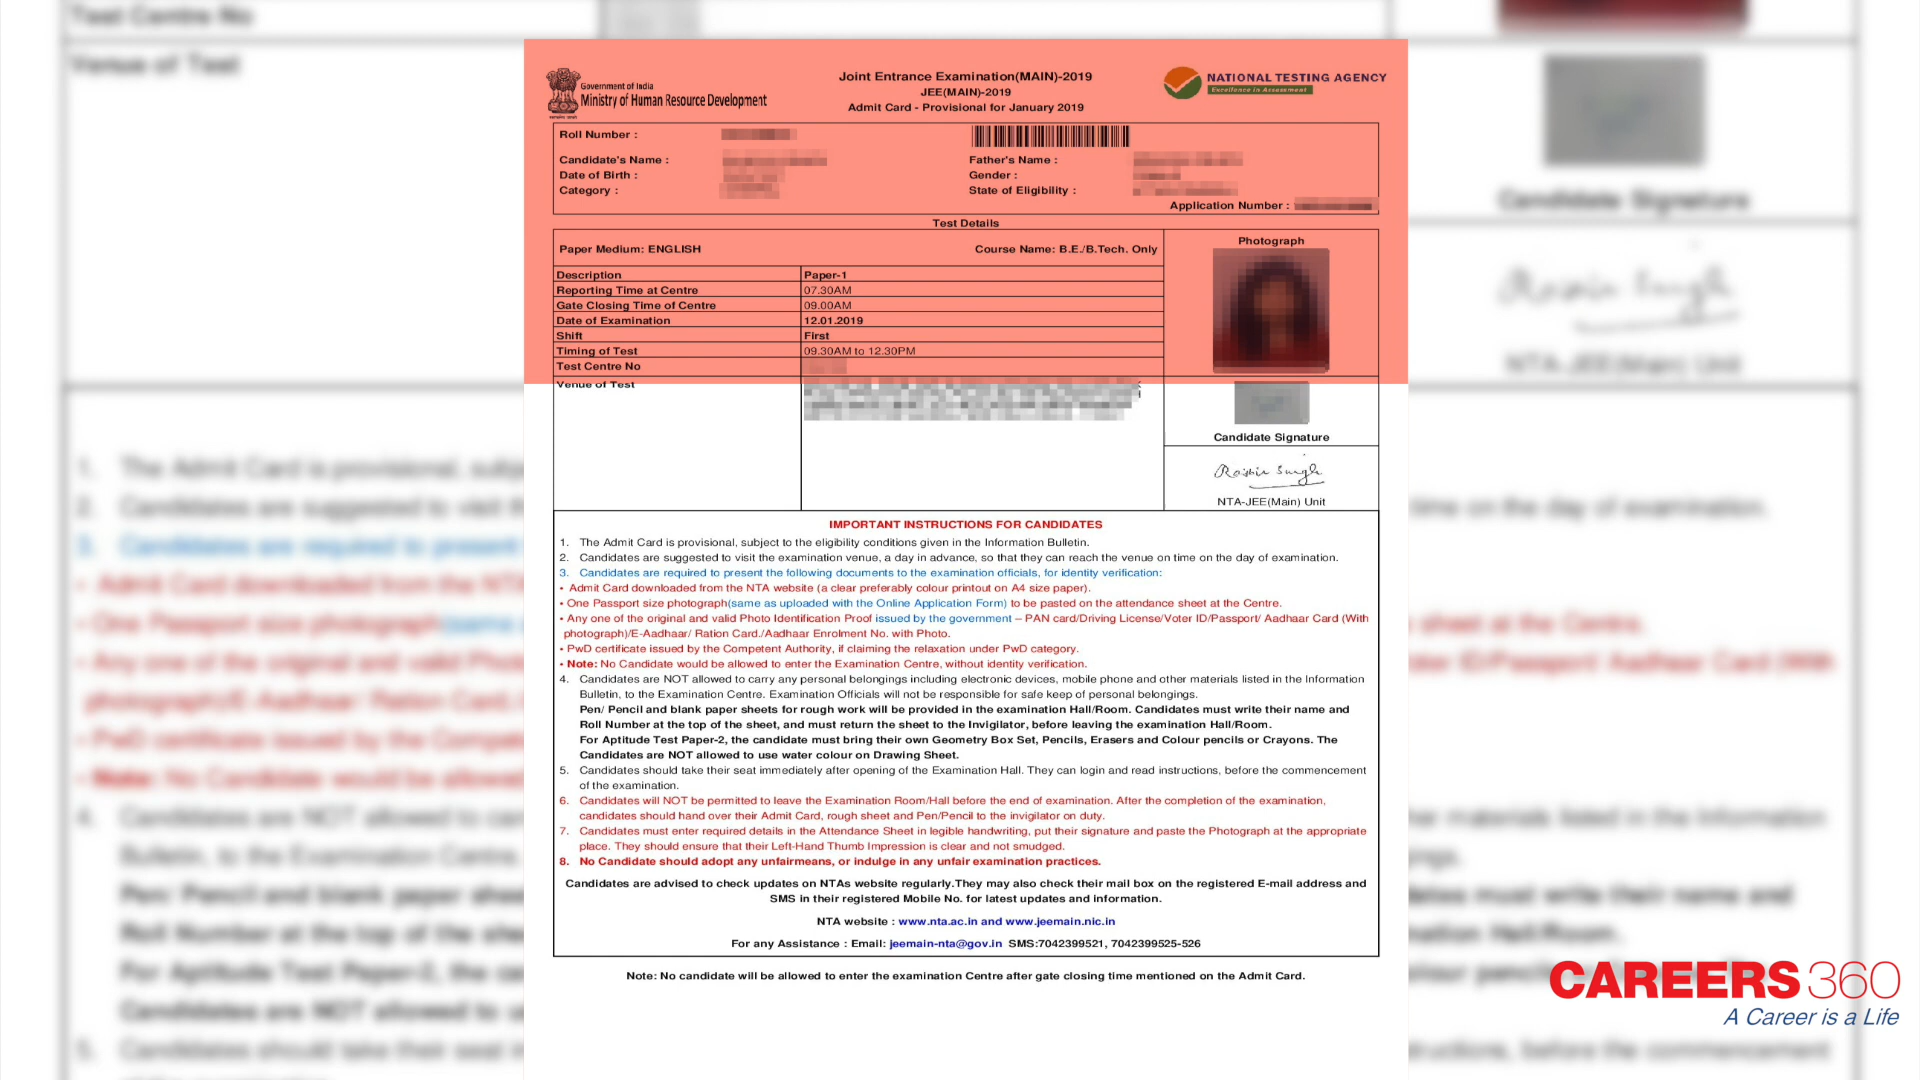 Government of India
Ministry of Human Resource Development
Joint Entrance Examination(MAIN)-2019
JEE(MAIN)-2019
Admit Card - Provisional for January 2019
NATIONAL TESTING AGENCY
Excellence in Assessment
Roll Number :
Candidate's Name :
Father's Name :
Date of Birth :
Gender :
Category :
State of Eligibility :
Application Number :
Test Details
Paper Medium: ENGLISH
Course Name: B.E./B.Tech. Only
Photograph
Description Paper-1
Reporting Time at Centre 07.30AM
Gate Closing Time of Centre 09.00AM
Date of Examination 12.01.2019
Shift First
Timing of Test 09.30AM to 12.30PM
Test Centre No
Venue of Test
Candidate Signature
NTA-JEE(Main) Unit
IMPORTANT INSTRUCTIONS FOR CANDIDATES
1. The Admit Card is provisional, subject to the eligibility conditions given in the Information Bulletin.
2. Candidates are suggested to visit the examination venue, a day in advance, so that they can reach the venue on time on the day of examination.
3. Candidates are required to present the following documents to the examination officials, for identity verification:
• Admit Card downloaded from the NTA website (a clear preferably colour printout on A4 size paper).
• One Passport size photograph(same as uploaded with the Online Application Form) to be pasted on the attendance sheet at the Centre.
• Any one of the original and valid Photo Identification Proof issued by the government – PAN card/Driving License/Voter ID/Passport/ Aadhaar Card (With
photograph)/E-Aadhaar/ Ration Card./Aadhaar Enrolment No. with Photo.
• PwD certificate issued by the Competent Authority, if claiming the relaxation under PwD category.
• Note: No Candidate would be allowed to enter the Examination Centre, without identity verification.
4. Candidates are NOT allowed to carry any personal belongings including electronic devices, mobile phone and other materials listed in the Information
Bulletin, to the Examination Centre. Examination Officials will not be responsible for safe keep of personal belongings.
Pen/ Pencil and blank paper sheets for rough work will be provided in the examination Hall/Room. Candidates must write their name and
Roll Number at the top of the sheet, and must return the sheet to the Invigilator, before leaving the examination Hall/Room.
For Aptitude Test Paper-2, the candidate must bring their own Geometry Box Set, Pencils, Erasers and Colour pencils or Crayons. The
Candidates are NOT allowed to use water colour on Drawing Sheet.
5. Candidates should take their seat immediately after opening of the Examination Hall. They can login and read instructions, before the commencement
of the examination.
6. Candidates will NOT be permitted to leave the Examination Room/Hall before the end of examination. After the completion of the examination,
candidates should hand over their Admit Card, rough sheet and Pen/Pencil to the invigilator on duty.
7. Candidates must enter required details in the Attendance Sheet in legible handwriting, put their signature and paste the Photograph at the appropriate
place. They should ensure that their Left-Hand Thumb Impression is clear and not smudged.
8. No Candidate should adopt any unfairmeans, or indulge in any unfair examination practices.
Candidates are advised to check updates on NTAs website regularly.They may also check their mail box on the registered E-mail address and
SMS in their registered Mobile No. for latest updates and information.
NTA website : www.nta.ac.in and www.jeemain.nic.in
For any Assistance : Email: jeemain-nta@gov.in SMS:7042399521, 7042399525-526
Note: No candidate will be allowed to enter the examination Centre after gate closing time mentioned on the Admit Card.
CAREERS360
A Career is a Life